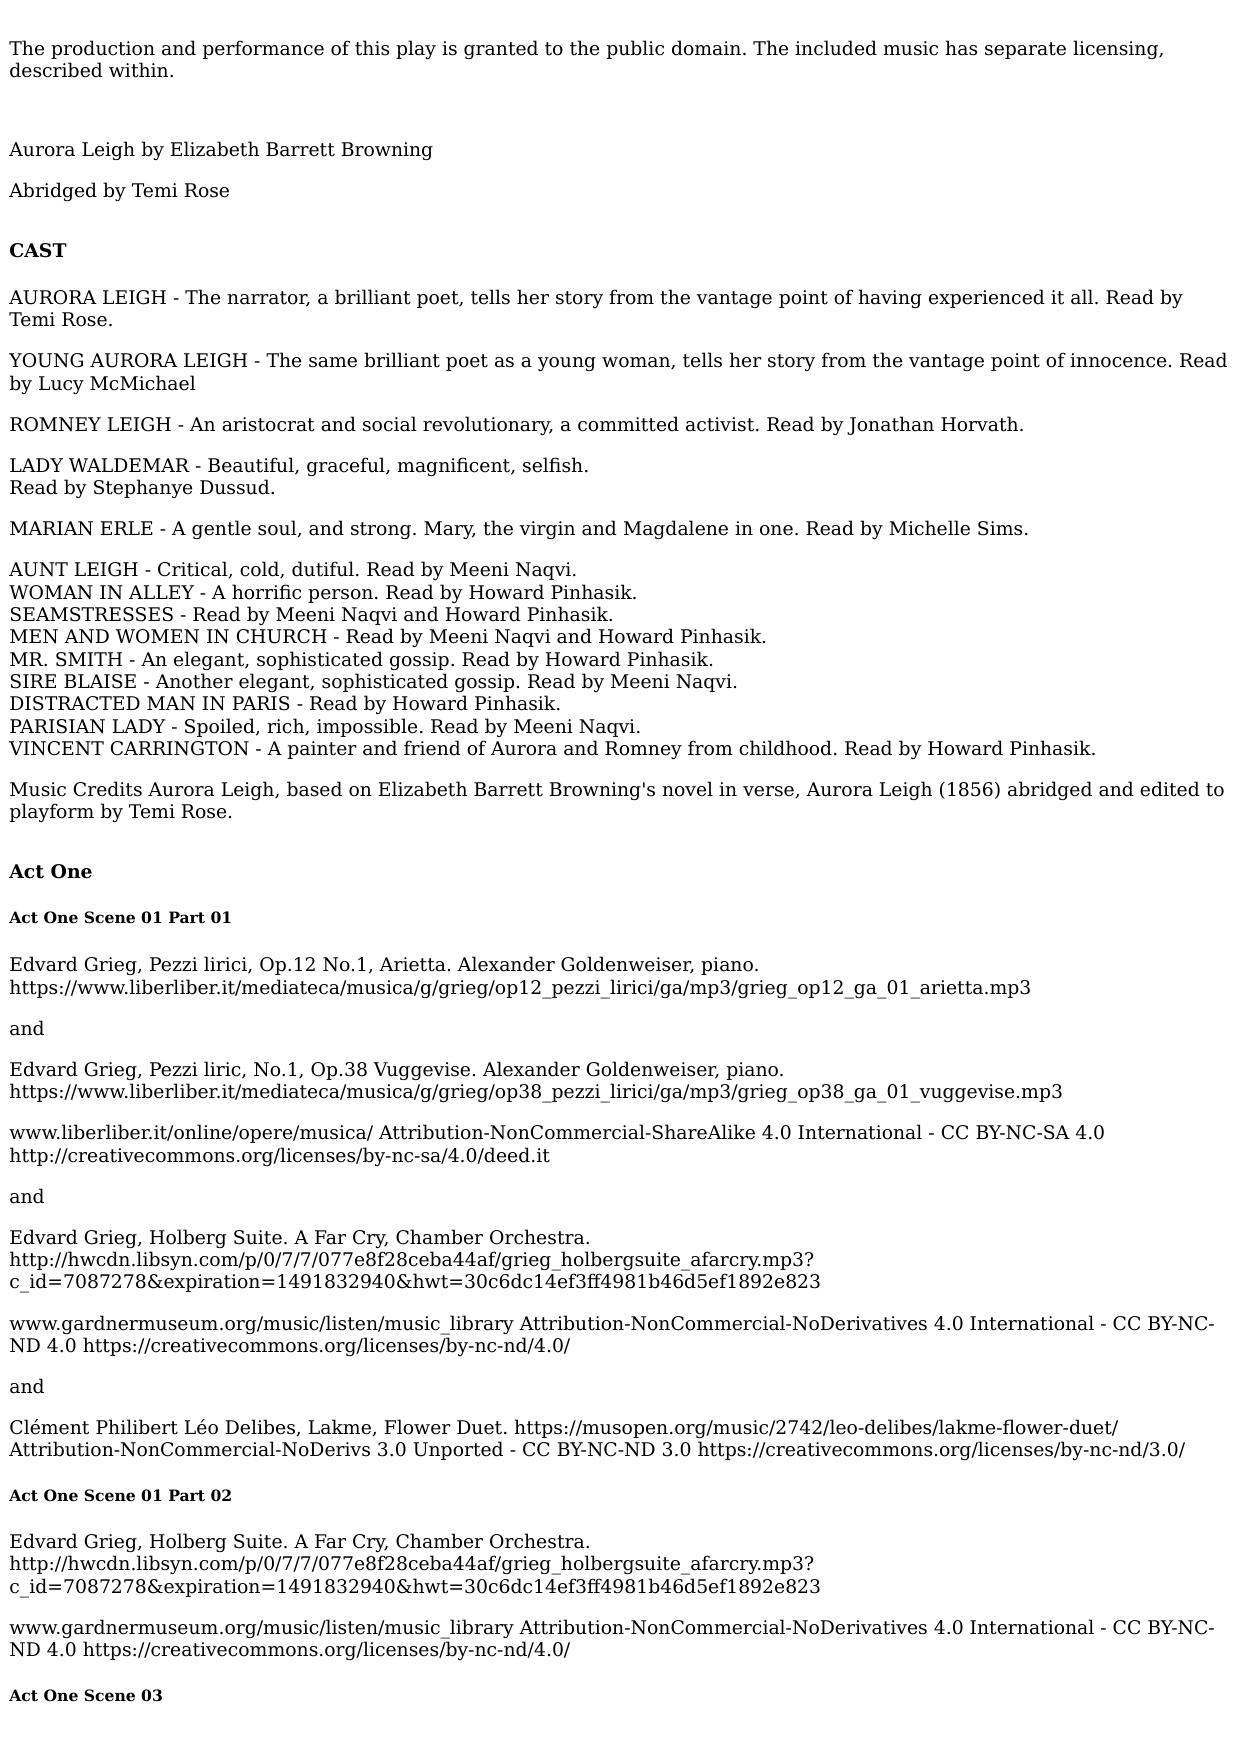 The production and performance of this play is granted to the public domain. The included music has separate licensing,
described within.
Aurora Leigh by Elizabeth Barrett Browning
Abridged by Temi Rose
CAST
AURORA LEIGH - The narrator, a brilliant poet, tells her story from the vantage point of having experienced it all. Read by
Temi Rose.
YOUNG AURORA LEIGH - The same brilliant poet as a young woman, tells her story from the vantage point of innocence. Read
by Lucy McMichael
ROMNEY LEIGH - An aristocrat and social revolutionary, a committed activist. Read by Jonathan Horvath.
LADY WALDEMAR - Beautiful, graceful, magnificent, selfish.
Read by Stephanye Dussud.
MARIAN ERLE - A gentle soul, and strong. Mary, the virgin and Magdalene in one. Read by Michelle Sims.
AUNT LEIGH - Critical, cold, dutiful. Read by Meeni Naqvi.
WOMAN IN ALLEY - A horrific person. Read by Howard Pinhasik.
SEAMSTRESSES - Read by Meeni Naqvi and Howard Pinhasik.
MEN AND WOMEN IN CHURCH - Read by Meeni Naqvi and Howard Pinhasik.
MR. SMITH - An elegant, sophisticated gossip. Read by Howard Pinhasik.
SIRE BLAISE - Another elegant, sophisticated gossip. Read by Meeni Naqvi.
DISTRACTED MAN IN PARIS - Read by Howard Pinhasik.
PARISIAN LADY - Spoiled, rich, impossible. Read by Meeni Naqvi.
VINCENT CARRINGTON - A painter and friend of Aurora and Romney from childhood. Read by Howard Pinhasik.
Music Credits Aurora Leigh, based on Elizabeth Barrett Browning's novel in verse, Aurora Leigh (1856) abridged and edited to
playform by Temi Rose.
Act One
Act One Scene 01 Part 01
Edvard Grieg, Pezzi lirici, Op.12 No.1, Arietta. Alexander Goldenweiser, piano.
https://www.liberliber.it/mediateca/musica/g/grieg/op12_pezzi_lirici/ga/mp3/grieg_op12_ga_01_arietta.mp3
and
Edvard Grieg, Pezzi liric, No.1, Op.38 Vuggevise. Alexander Goldenweiser, piano.
https://www.liberliber.it/mediateca/musica/g/grieg/op38_pezzi_lirici/ga/mp3/grieg_op38_ga_01_vuggevise.mp3
www.liberliber.it/online/opere/musica/ Attribution-NonCommercial-ShareAlike 4.0 International - CC BY-NC-SA 4.0
http://creativecommons.org/licenses/by-nc-sa/4.0/deed.it
and
Edvard Grieg, Holberg Suite. A Far Cry, Chamber Orchestra.
http://hwcdn.libsyn.com/p/0/7/7/077e8f28ceba44af/grieg_holbergsuite_afarcry.mp3?
c_id=7087278&expiration=1491832940&hwt=30c6dc14ef3ff4981b46d5ef1892e823
www.gardnermuseum.org/music/listen/music_library Attribution-NonCommercial-NoDerivatives 4.0 International - CC BY-NC-
ND 4.0 https://creativecommons.org/licenses/by-nc-nd/4.0/
and
Clément Philibert Léo Delibes, Lakme, Flower Duet. https://musopen.org/music/2742/leo-delibes/lakme-flower-duet/
Attribution-NonCommercial-NoDerivs 3.0 Unported - CC BY-NC-ND 3.0 https://creativecommons.org/licenses/by-nc-nd/3.0/
Act One Scene 01 Part 02
Edvard Grieg, Holberg Suite. A Far Cry, Chamber Orchestra.
http://hwcdn.libsyn.com/p/0/7/7/077e8f28ceba44af/grieg_holbergsuite_afarcry.mp3?
c_id=7087278&expiration=1491832940&hwt=30c6dc14ef3ff4981b46d5ef1892e823
www.gardnermuseum.org/music/listen/music_library Attribution-NonCommercial-NoDerivatives 4.0 International - CC BY-NC-
ND 4.0 https://creativecommons.org/licenses/by-nc-nd/4.0/
Act One Scene 03